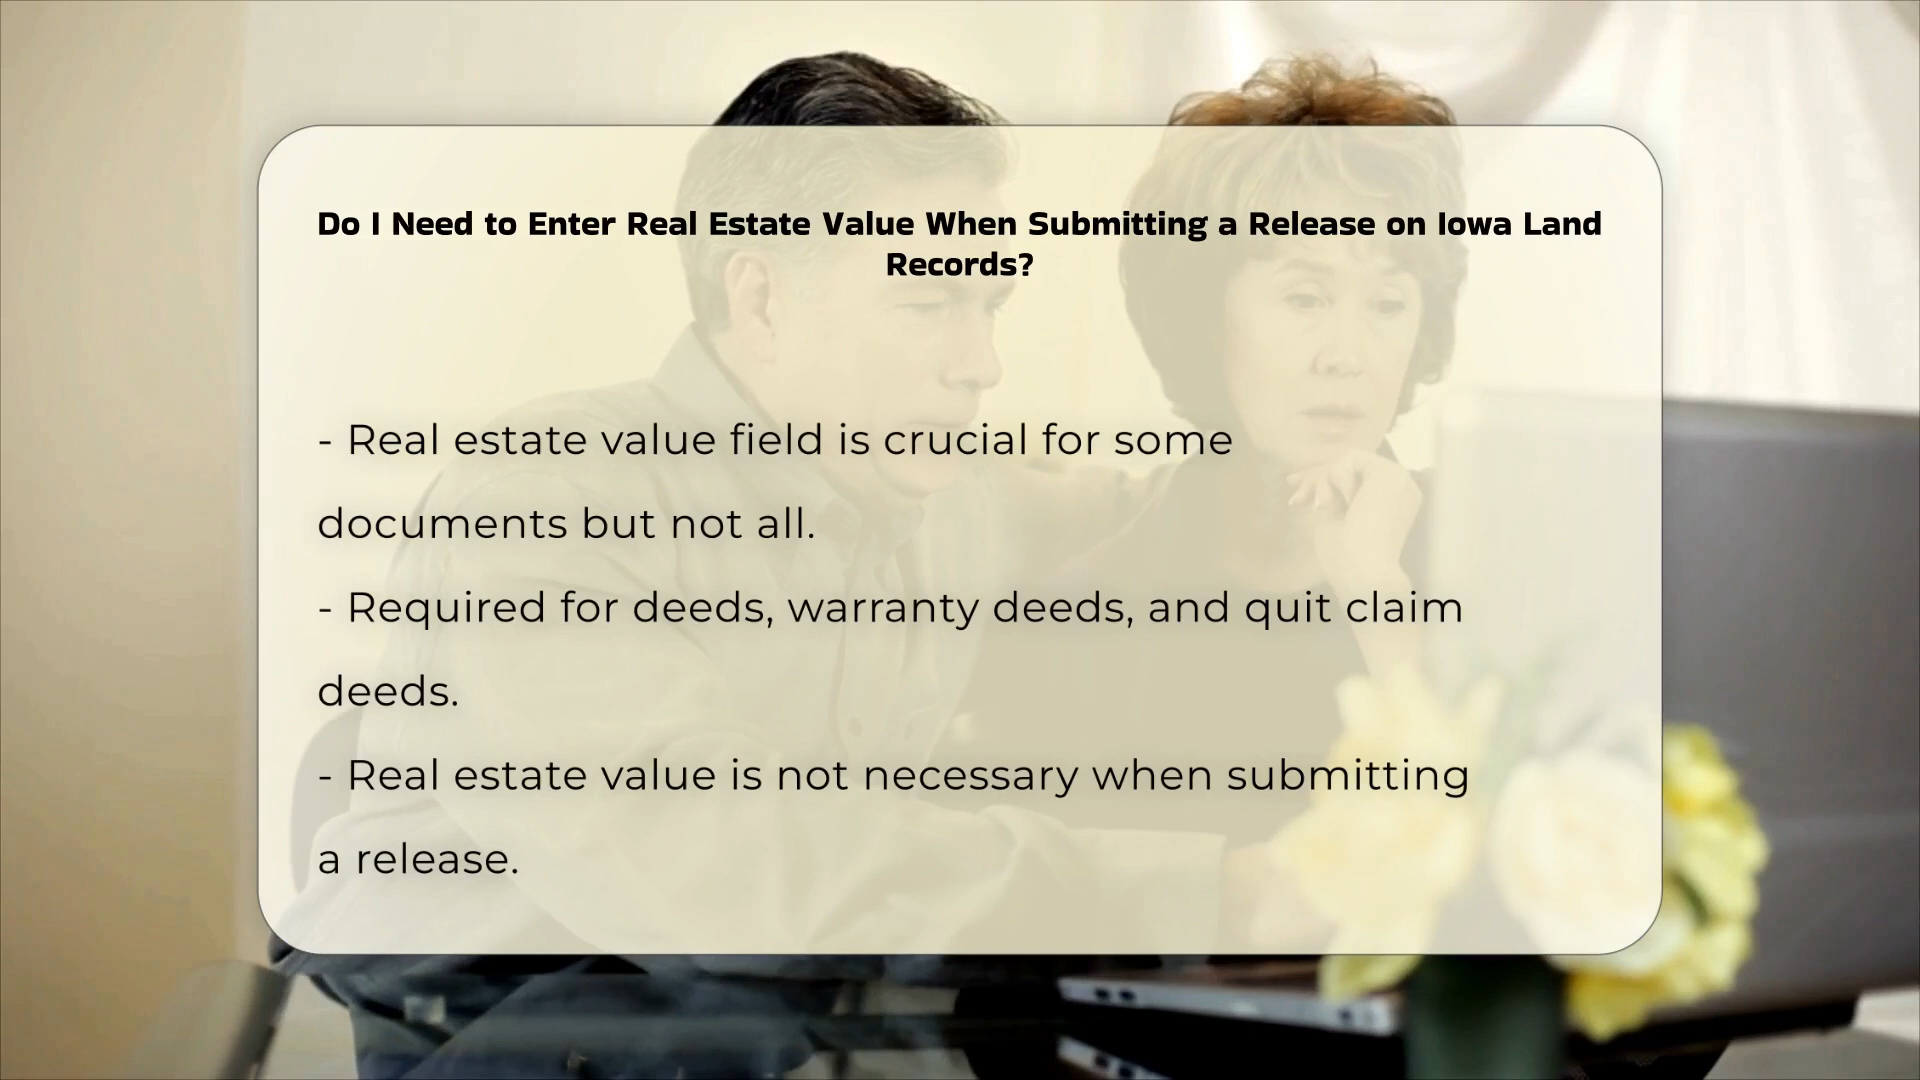 Do I Need to Enter Real Estate Value When Submitting a Release on Iowa Land
Records?
- Real estate value field is crucial for some
documents but not all.
- Required for deeds, warranty deeds, and quit claim
deeds.
- Real estate value is not necessary when submitting
a release.